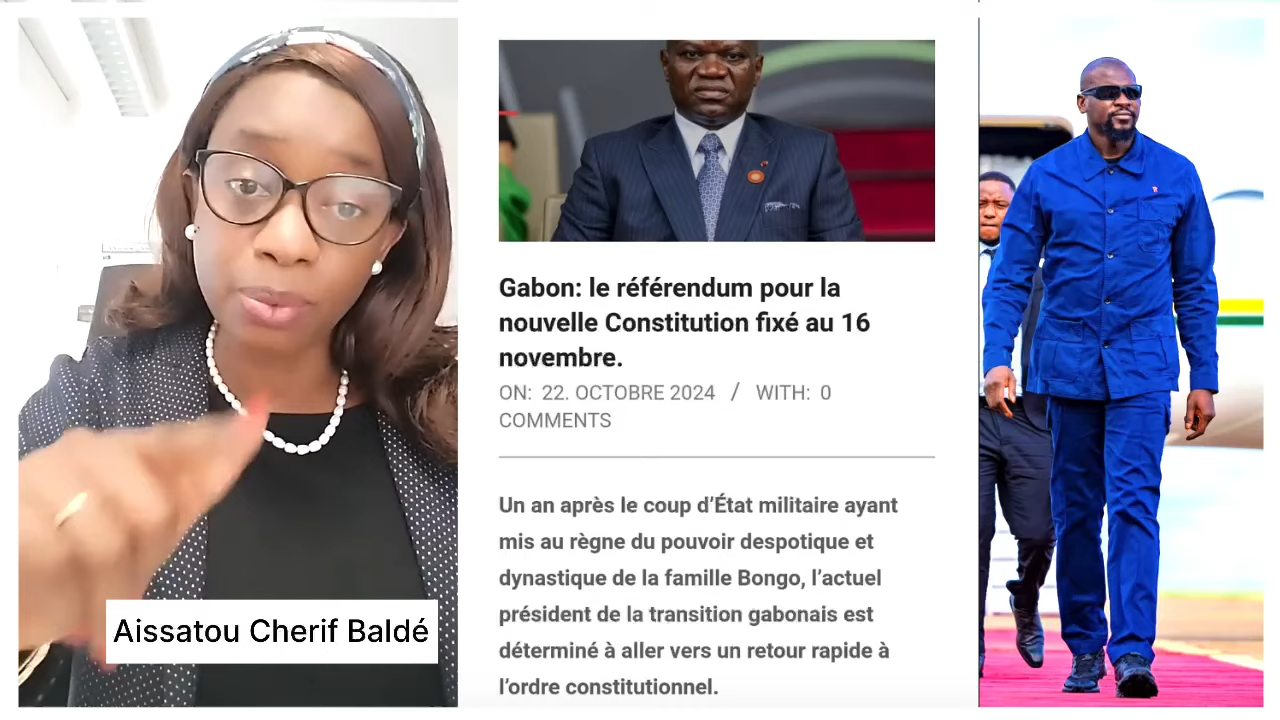 Aissatou Cherif Baldé
Gabon: le référendum pour la
nouvelle Constitution fixé au 16
novembre.
ON: 22. OCTOBRE 2024 / WITH: 0
COMMENTS
Un an après le coup d’État militaire ayant
mis au règne du pouvoir despotique et
dynastique de la famille Bongo, l’actuel
président de la transition gabonais est
déterminé à aller vers un retour rapide à
l’ordre constitutionnel.